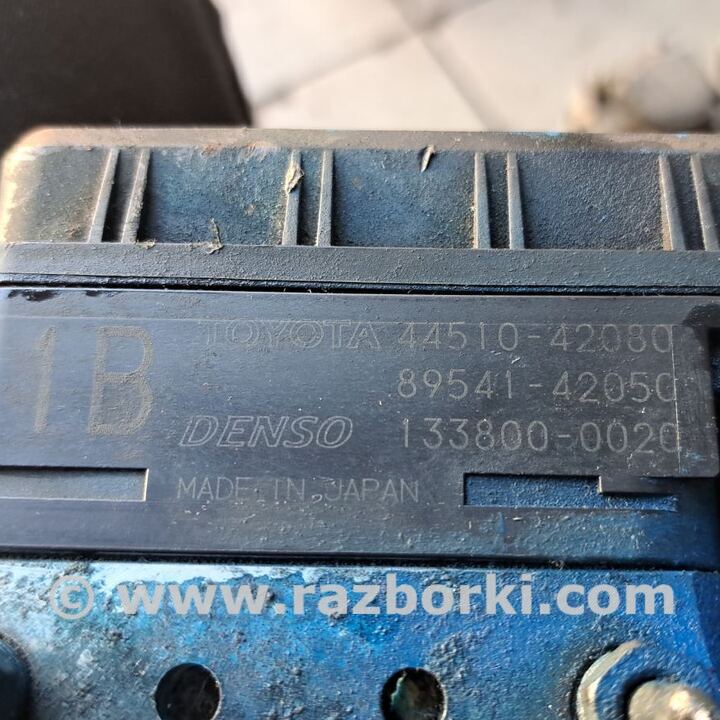 1B
TOYOTA 44510-42080
89541-42050
DENSO 133800-0020
MADE IN JAPAN
© www.razborki.com